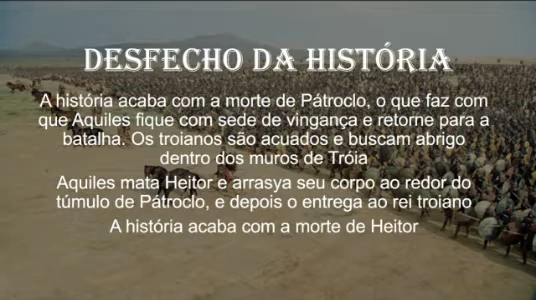 DESFECHO DA HISTÓRIA
A história acaba com a morte de Pátroclo, o que faz com
que Aquiles fique com sede de vingança e retorne para a
batalha. Os troianos são acuados e buscam abrigo
dentro dos muros de Tróia
Aquiles mata Heitor e arrasya seu corpo ao redor do
túmulo de Pátroclo, e depois o entrega ao rei troiano
A história acaba com a morte de Heitor